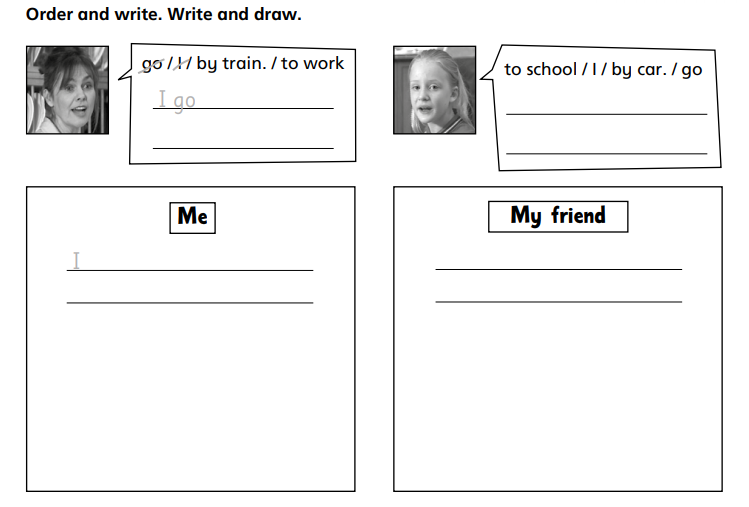 Order and write. Write and draw.
go / I / by train. / to work
I go
to school / I / by car. / go
Me
I
My friend